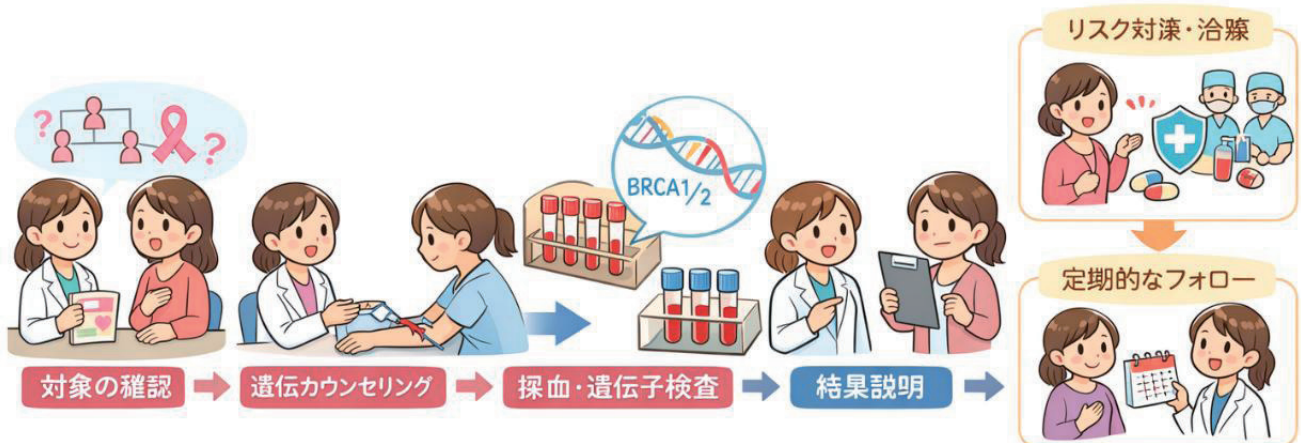 リスク対策・治療
? ?
BRCA1/2
定期的なフォロー
対象の確認
遺伝カウンセリング
採血・遺伝子検査
結果説明